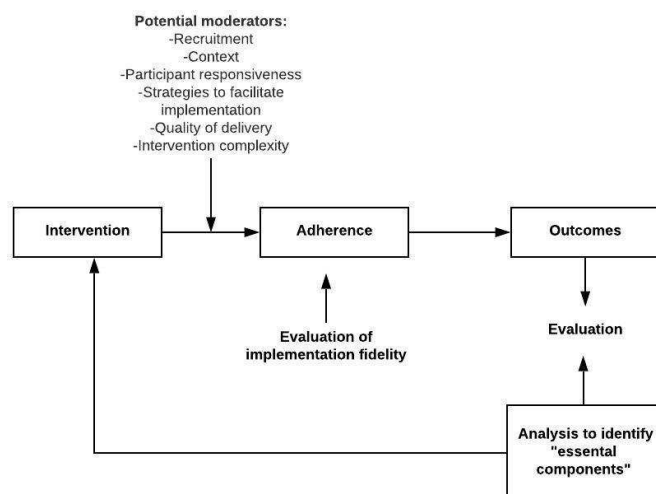 Potential moderators:
-Recruitment
-Context
-Participant responsiveness
-Strategies to facilitate
implementation
-Quality of delivery
-Intervention complexity
Intervention
Adherence
Outcomes
Evaluation of
implementation fidelity
Evaluation
Analysis to identify
"essental
components"